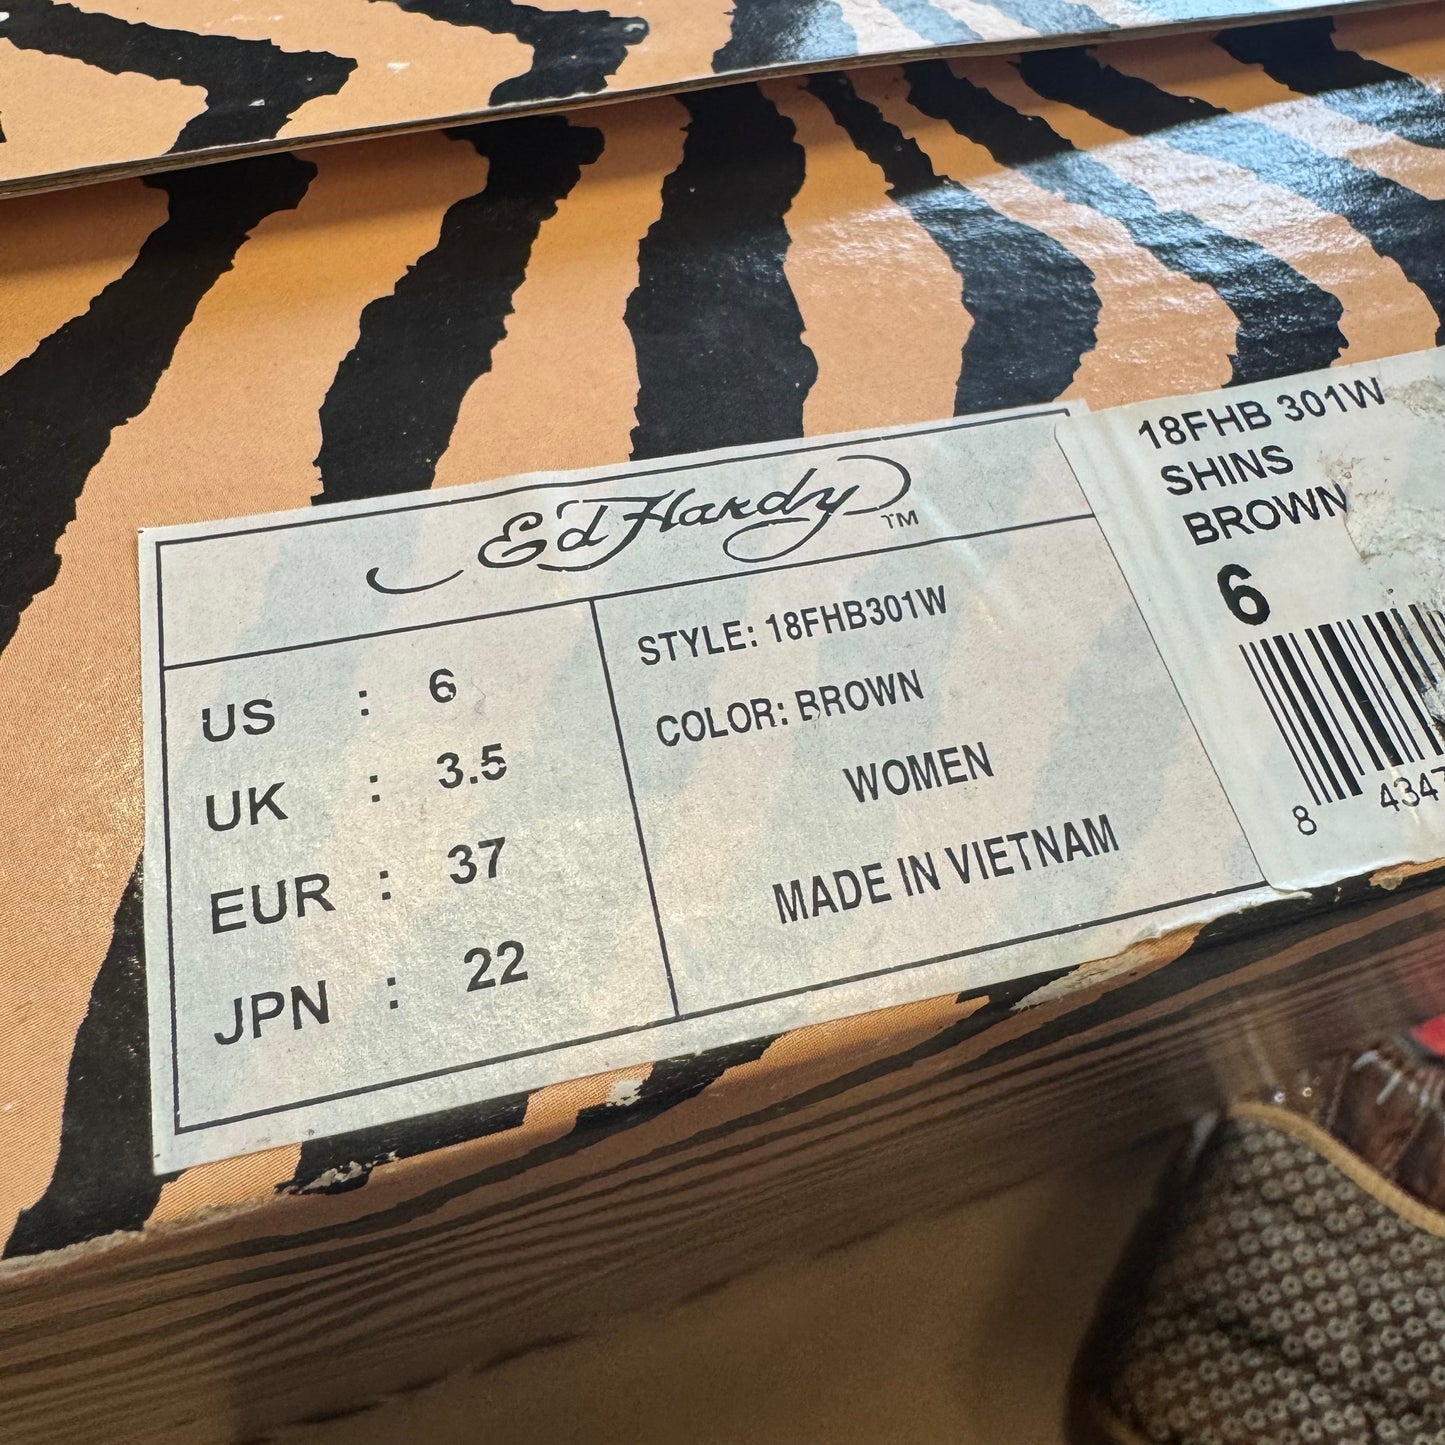 Ed Hardy™
US : 6
UK : 3.5
EUR : 37
JPN : 22
STYLE: 18FHB301W
COLOR: BROWN
WOMEN
MADE IN VIETNAM
18FHB 301W
SHINS
BROWN
6
8 4347